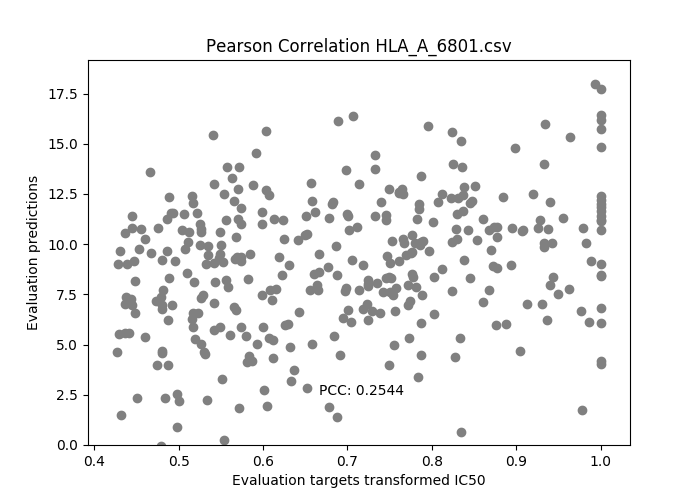 Pearson Correlation HLA_A_6801.csv
17.5
15.0
12.5
10.0
7.5
5.0
2.5
0.0
Evaluation predictions
PCC: 0.2544
0.4 0.5 0.6 0.7 0.8 0.9 1.0
Evaluation targets transformed IC50